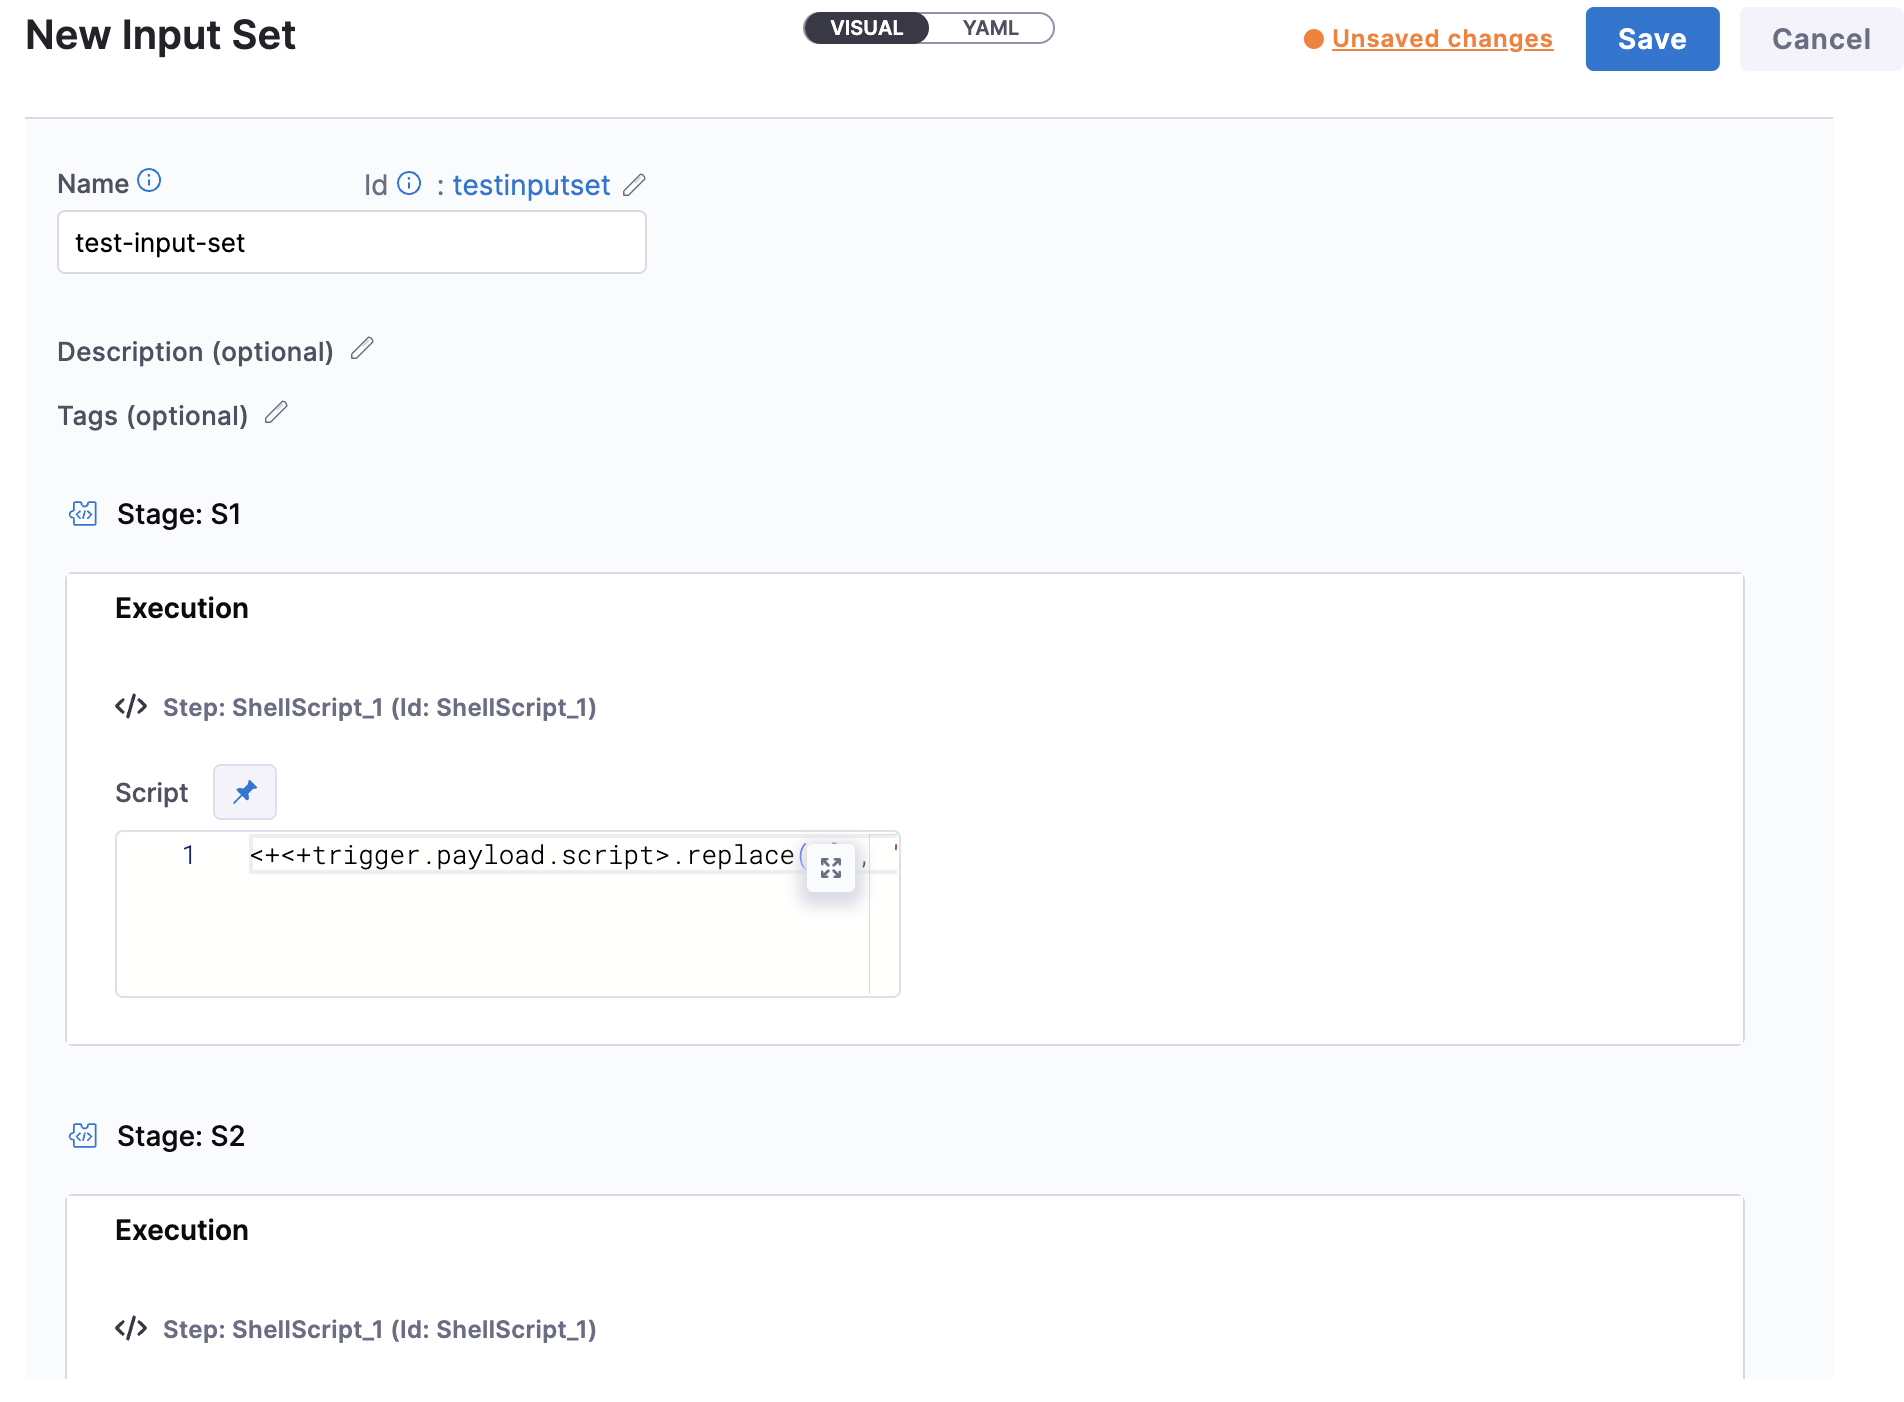 New Input Set
VISUAL YAML
Unsaved changes
Save
Cancel
Name
Id : testinputset
test-input-set
Description (optional)
Tags (optional)
Stage: S1
Execution
</> Step: ShellScript_1 (Id: ShellScript_1)
Script
1 <+<+trigger.payload.script>.replace( , '
Stage: S2
Execution
</> Step: ShellScript_1 (Id: ShellScript_1)